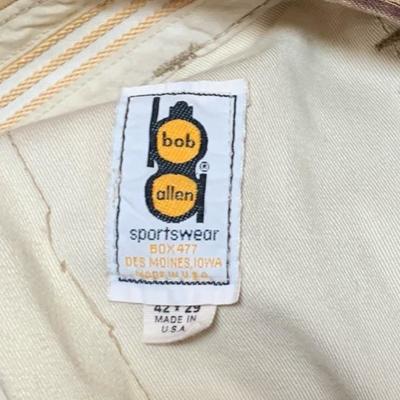 bob
allen
®
sportswear
BOX 477
DES MOINES, IOWA
MADE IN U.S.A.
42 x 29
MADE IN
U.S.A.